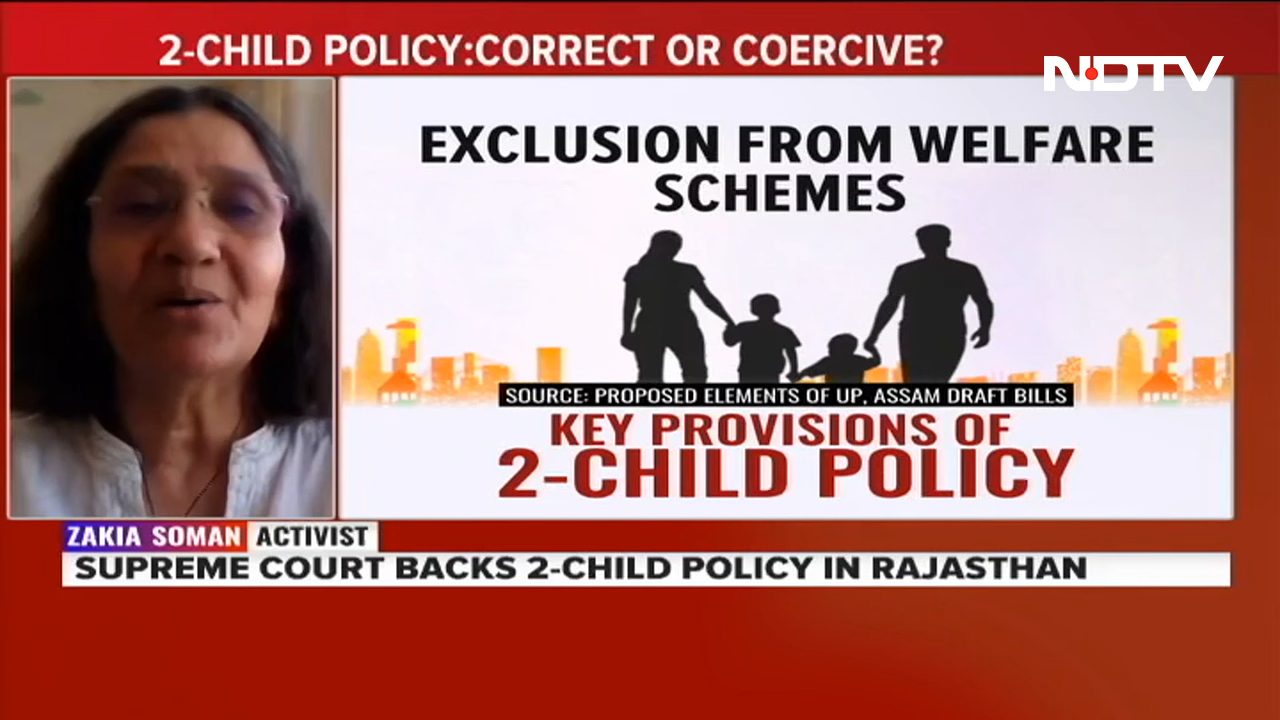 2-CHILD POLICY:CORRECT OR COERCIVE?
NDTV
EXCLUSION FROM WELFARE
SCHEMES
SOURCE: PROPOSED ELEMENTS OF UP, ASSAM DRAFT BILLS
KEY PROVISIONS OF
2-CHILD POLICY
ZAKIA SOMAN ACTIVIST
SUPREME COURT BACKS 2-CHILD POLICY IN RAJASTHAN